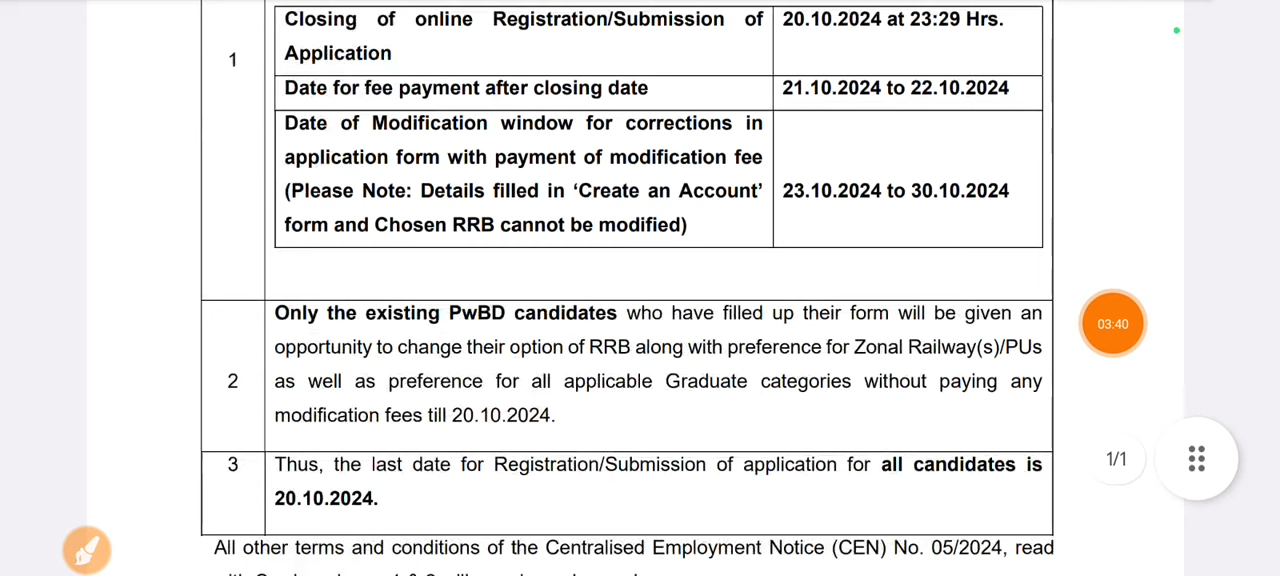 Closing of online Registration/Submission of Application
20.10.2024 at 23:29 Hrs.
1
Date for fee payment after closing date
21.10.2024 to 22.10.2024
Date of Modification window for corrections in
application form with payment of modification fee
(Please Note: Details filled in ‘Create an Account’
form and Chosen RRB cannot be modified)
23.10.2024 to 30.10.2024
Only the existing PwBD candidates who have filled up their form will be given an
opportunity to change their option of RRB along with preference for Zonal Railway(s)/PUs
2
as well as preference for all applicable Graduate categories without paying any
modification fees till 20.10.2024.
3
Thus, the last date for Registration/Submission of application for all candidates is
20.10.2024.
All other terms and conditions of the Centralised Employment Notice (CEN) No. 05/2024, read
03:40
1/1